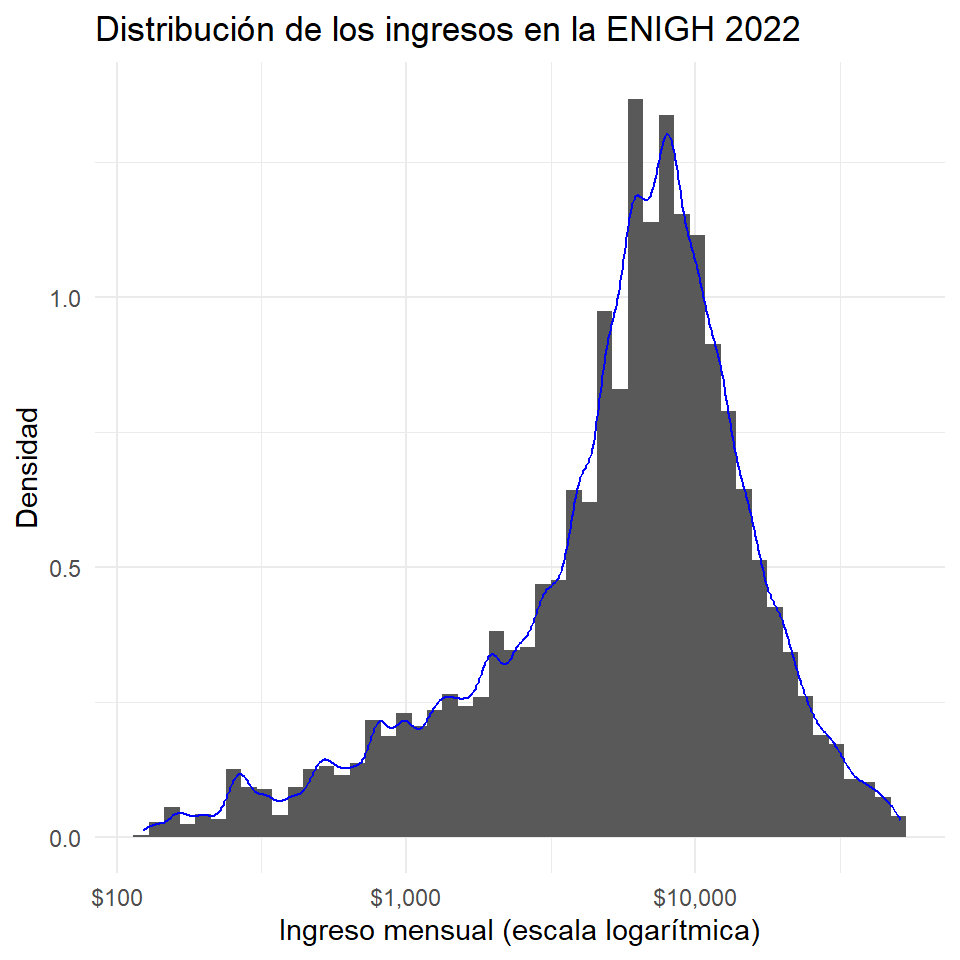 Distribución de los ingresos en la ENIGH 2022
Densidad
1.0
0.5
0.0
$100
$1,000
$10,000
Ingreso mensual (escala logarítmica)